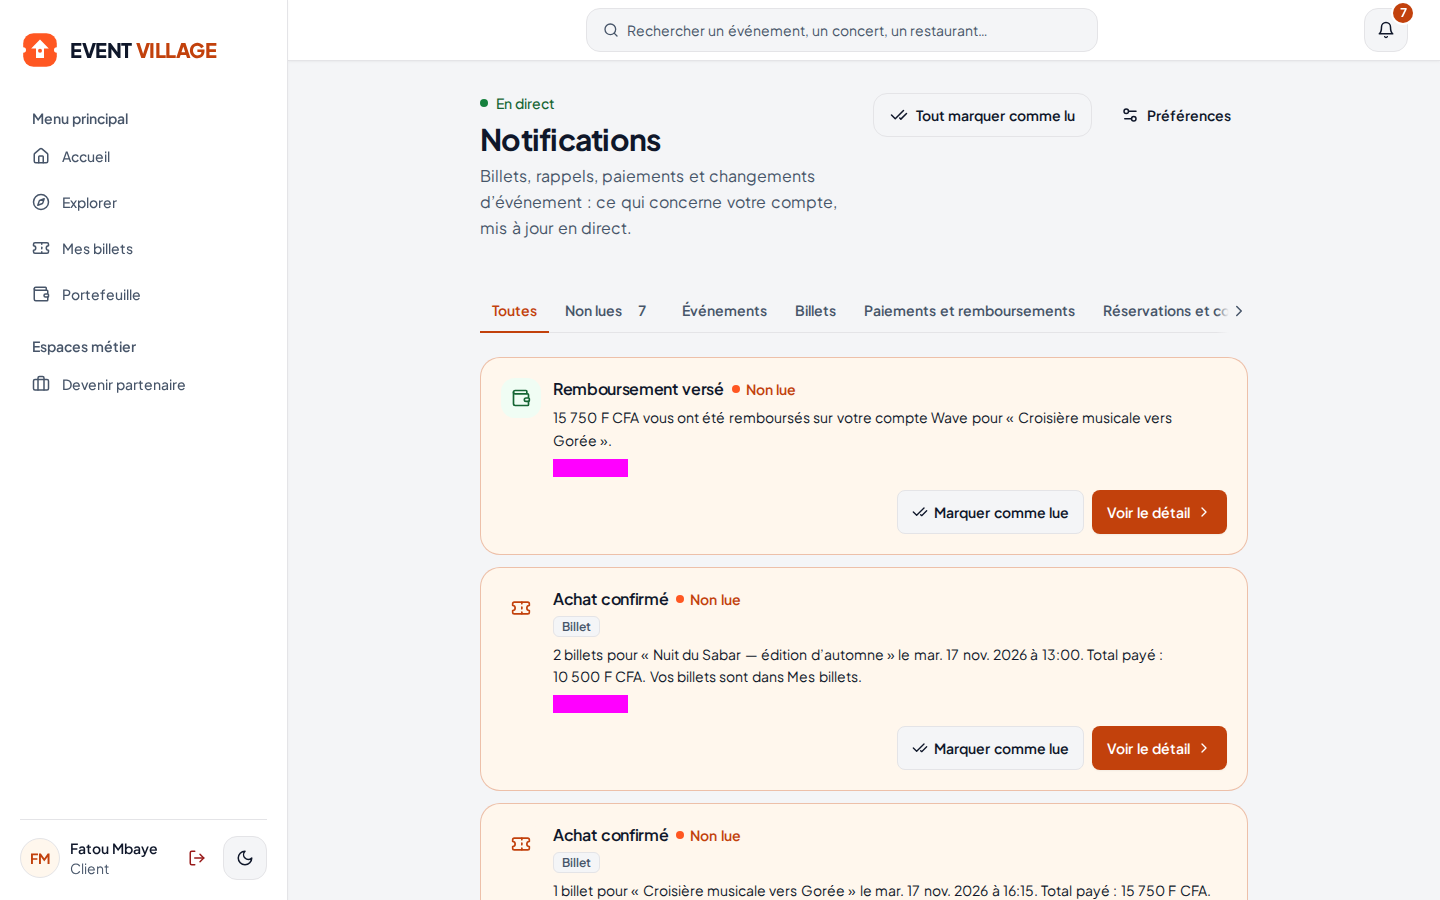 EVENT VILLAGE
Menu principal
Accueil
Explorer
Mes billets
Portefeuille
Espaces métier
Devenir partenaire
FM
Fatou Mbaye
Client
Rechercher un événement, un concert, un restaurant…
7
En direct
Notifications
Billets, rappels, paiements et changements
d’événement : ce qui concerne votre compte,
mis à jour en direct.
Tout marquer comme lu
Préférences
Toutes
Non lues 7
Événements
Billets
Paiements et remboursements
Réservations et
Remboursement versé
Non lue
15 750 F CFA vous ont été remboursés sur votre compte Wave pour « Croisière musicale vers
Gorée ».
Marquer comme lue
Voir le détail
Achat confirmé
Non lue
Billet
2 billets pour « Nuit du Sabar — édition d’automne » le mar. 17 nov. 2026 à 13:00. Total payé :
10 500 F CFA. Vos billets sont dans Mes billets.
Marquer comme lue
Voir le détail
Achat confirmé
Non lue
Billet
1 billet pour « Croisière musicale vers Gorée » le mar. 17 nov. 2026 à 16:15. Total payé : 15 750 F CFA.